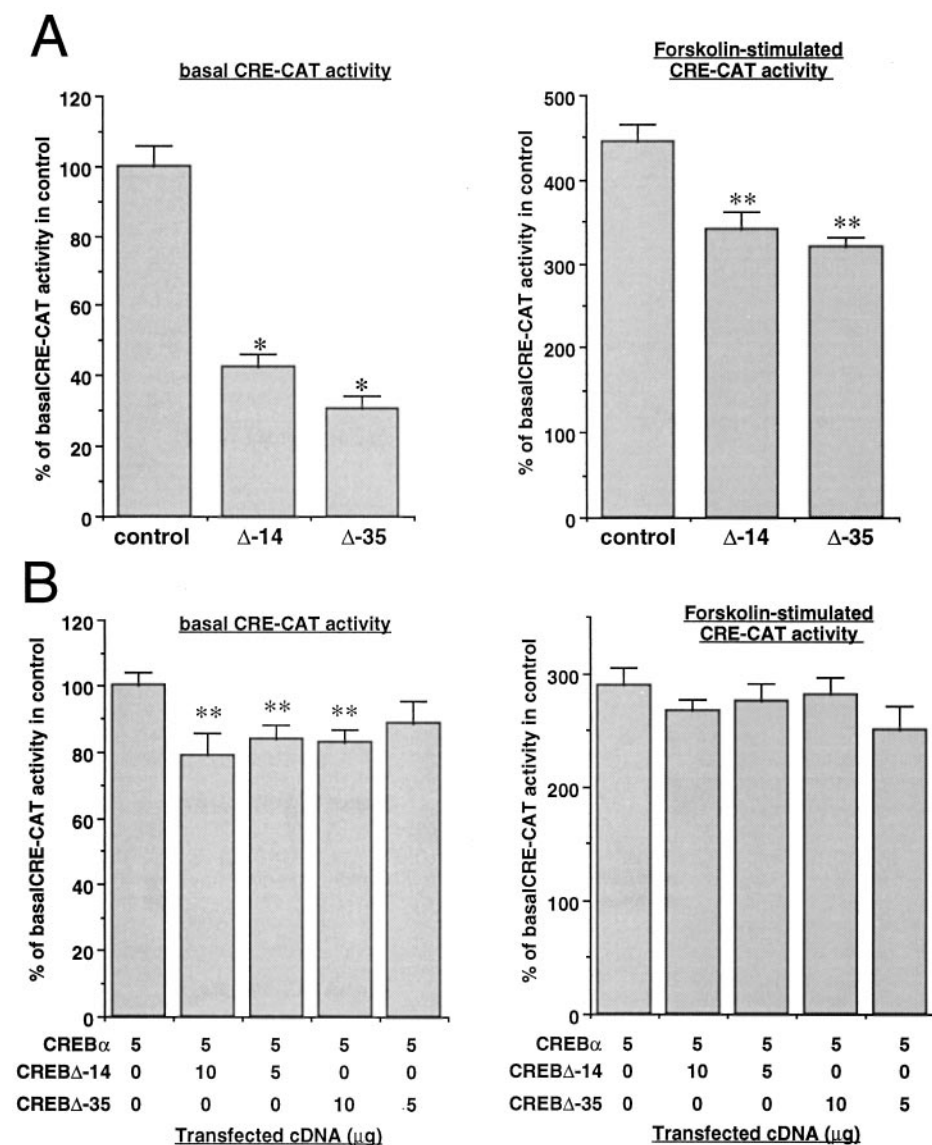 A
basal CRE-CAT activity
% of basalCRE-CAT activity in control
120
100
80
60
40
20
0
*
*
control Δ-14 Δ-35
Forskolin-stimulated
CRE-CAT activity
% of basalCRE-CAT activity in control
500
400
300
200
100
0
**
**
control Δ-14 Δ-35
B
basal CRE-CAT activity
% of basalCRE-CAT activity in control
120
100
80
60
40
20
0
**
**
**
CREBα 5 5 5 5 5
CREBΔ-14 0 10 5 0 0
CREBΔ-35 0 0 0 10 5
Transfected cDNA (µg)
Forskolin-stimulated
CRE-CAT activity
% of basalCRE-CAT activity in control
300
200
100
0
CREBα 5 5 5 5 5
CREBΔ-14 0 10 5 0 0
CREBΔ-35 0 0 0 10 5
Transfected cDNA (µg)